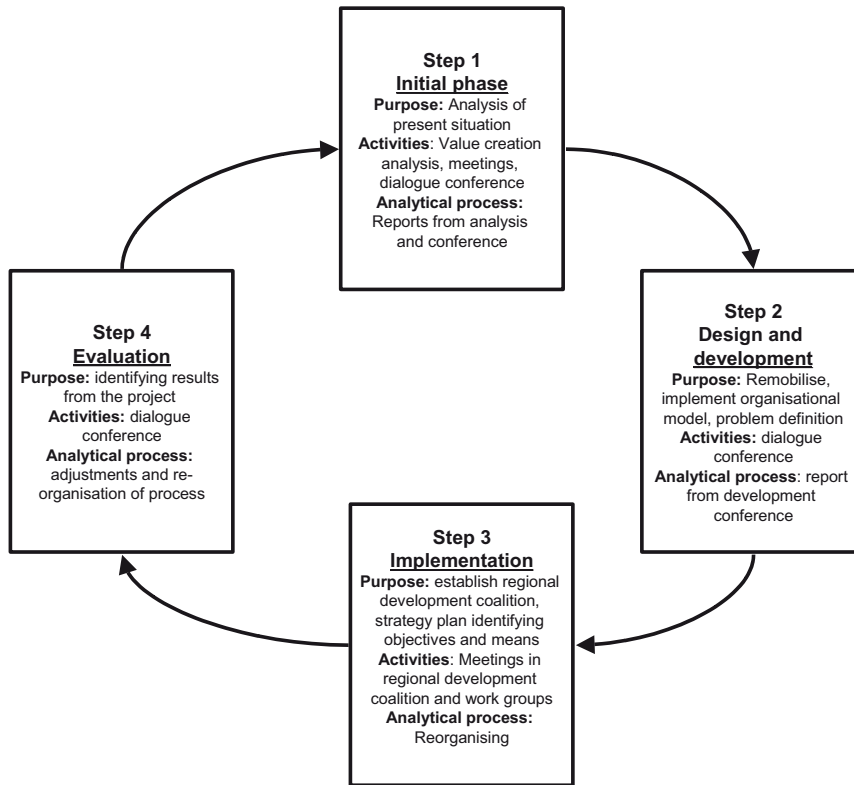 Step 1
Initial phase
Purpose: Analysis of
present situation
Activities: Value creation
analysis, meetings,
dialogue conference
Analytical process:
Reports from analysis
and conference
Step 2
Design and
development
Purpose: Remobilise,
implement organisational
model, problem definition
Activities: dialogue
conference
Analytical process: report
from development
conference
Step 3
Implementation
Purpose: establish regional
development coalition,
strategy plan identifying
objectives and means
Activities: Meetings in
regional development
coalition and work groups
Analytical process:
Reorganising
Step 4
Evaluation
Purpose: identifying results
from the project
Activities: dialogue
conference
Analytical process:
adjustments and re-
organisation of process